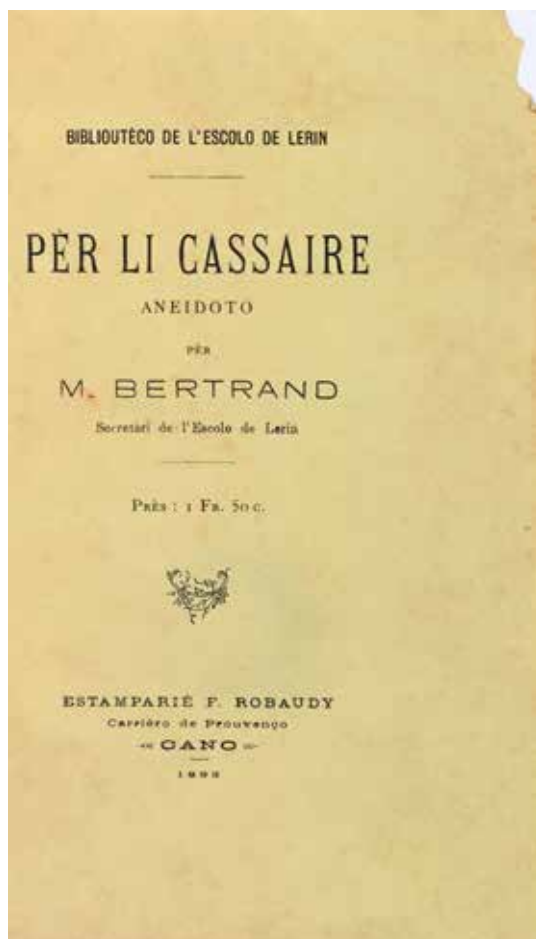 BIBLIOUTÈCO DE L'ESCOLO DE LERIN
PÈR LI CASSAIRE
ANEIDOTO
PÈR
M. BERTRAND
Secretàri de l'Escolo de Lerin
PRÈS : 1 FR. 50 C.
ESTAMPARIÉ F. ROBAUDY
Carriéro de Prouvènço
CANO